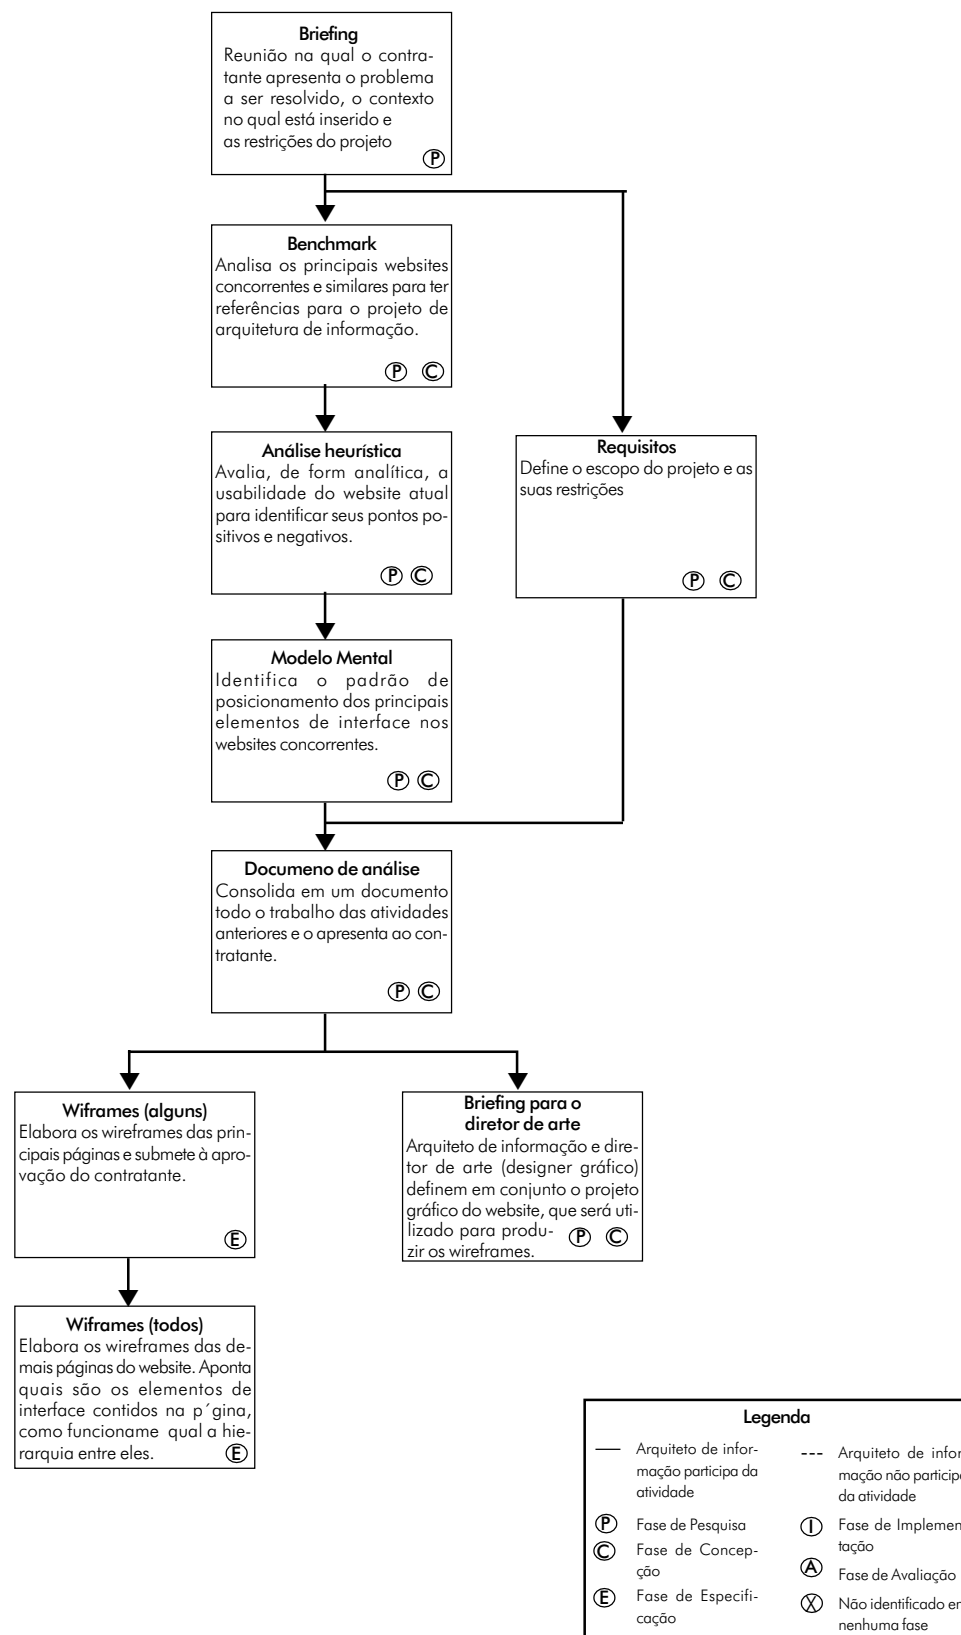 Briefing
Reunião na qual o contra-
tante apresenta o problema
a ser resolvido, o contexto
no qual está inserido e
as restrições do projeto
P
Benchmark
Analisa os principais websites
concorrentes e similares para ter
referências para o projeto de
arquitetura de informação.
P C
Análise heurística
Avalia, de form analítica, a
usabilidade do website atual
para identificar seus pontos po-
sitivos e negativos.
P C
Requisitos
Define o escopo do projeto e as
suas restrições
P C
Modelo Mental
Identifica o padrão de
posicionamento dos principais
elementos de interface nos
websites concorrentes.
P C
Documeno de análise
Consolida em um documento
todo o trabalho das atividades
anteriores e o apresenta ao con-
tratante.
P C
Wiframes (alguns)
Elabora os wireframes das prin-
cipais páginas e submete à apro-
vação do contratante.
E
Briefing para o
diretor de arte
Arquiteto de informação e dire-
tor de arte (designer gráfico)
definem em conjunto o projeto
gráfico do website, que será uti-
lizado para produ-
zir os wireframes.
P C
Wiframes (todos)
Elabora os wireframes das de-
mais páginas do website. Aponta
quais são os elementos de
interface contidos na p´gina,
como funcioname qual a hie-
rarquia entre eles.
E
Legenda
Arquiteto de infor-
mação participa da
atividade
P Fase de Pesquisa
C Fase de Concep-
ção
E Fase de Especifi-
cação
--- Arquiteto de infor
mação não participa
da atividade
I Fase de Implemen
tação
A Fase de Avaliação
X Não identificado em
nenhuma fase